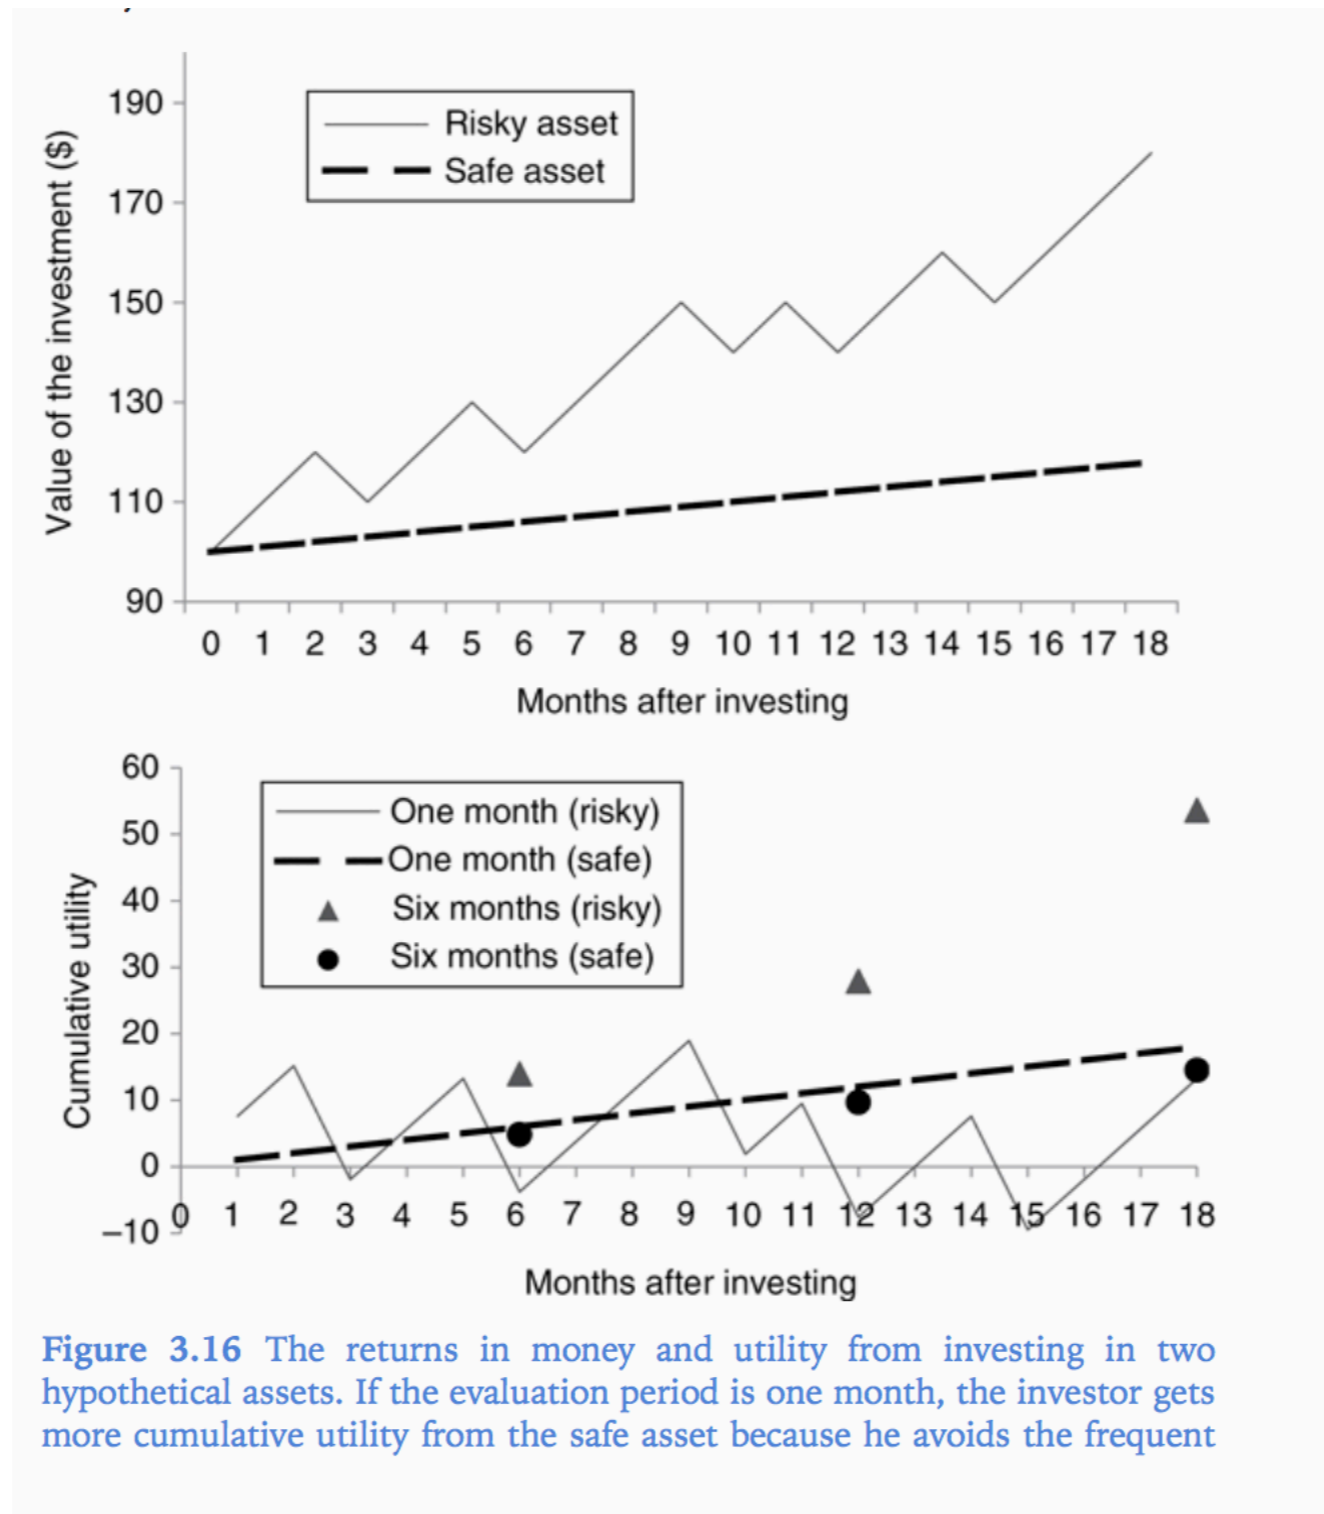 190
Risky asset
Safe asset
170
150
130
110
90
Value of the investment ($)
0 1 2 3 4 5 6 7 8 9 10 11 12 13 14 15 16 17 18
Months after investing
60
One month (risky)
50
One month (safe)
40
Six months (risky)
Six months (safe)
30
20
10
0
−10
Cumulative utility
0 1 2 3 4 5 6 7 8 9 10 11 12 13 14 15 16 17 18
Months after investing
Figure 3.16 The returns in money and utility from investing in two
hypothetical assets. If the evaluation period is one month, the investor gets
more cumulative utility from the safe asset because he avoids the frequent